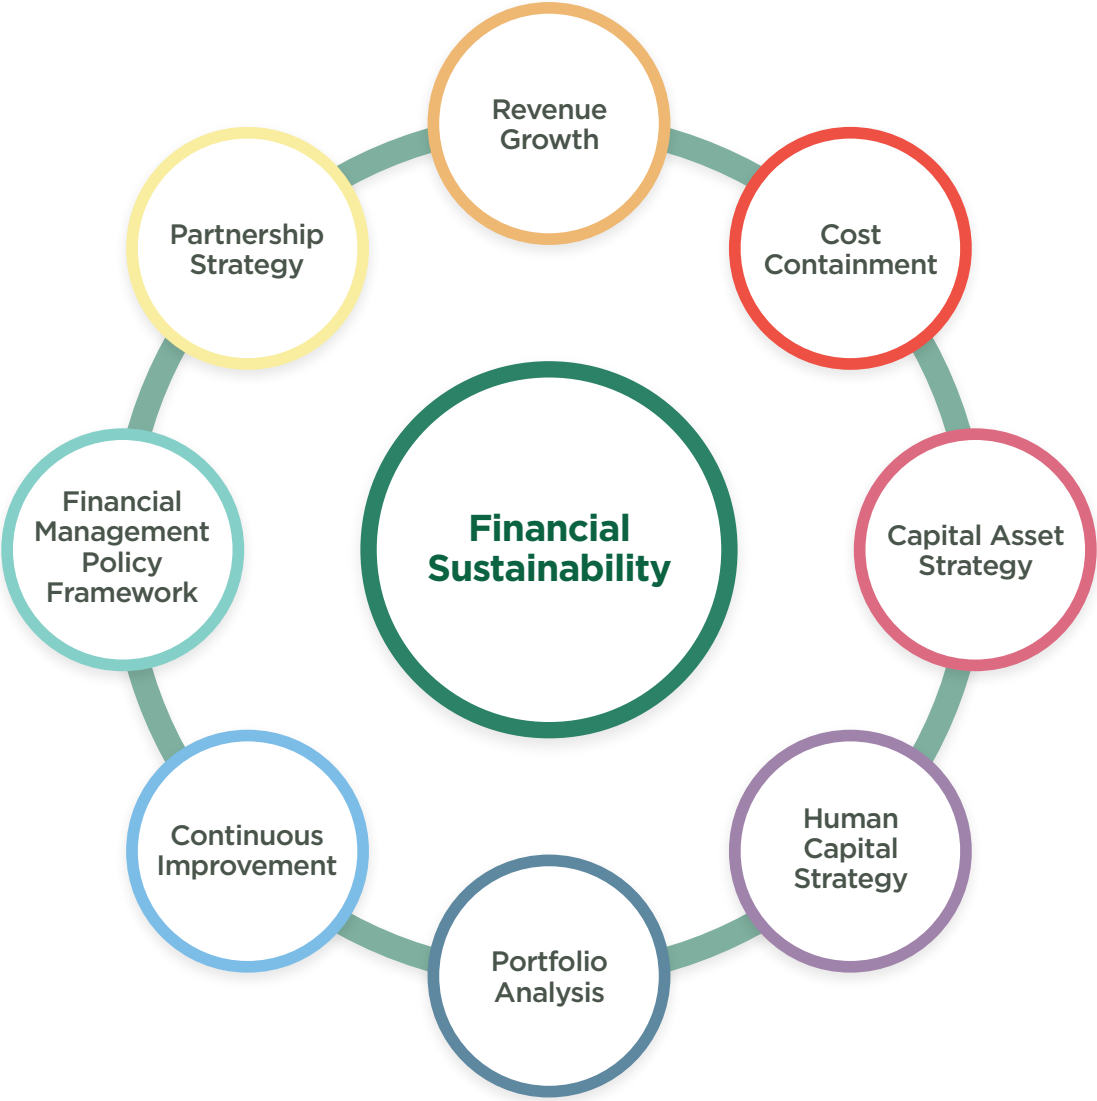 Revenue
Growth
Cost
Containment
Capital Asset
Strategy
Human
Capital
Strategy
Portfolio
Analysis
Continuous
Improvement
Financial
Management
Policy
Framework
Partnership
Strategy
Financial
Sustainability